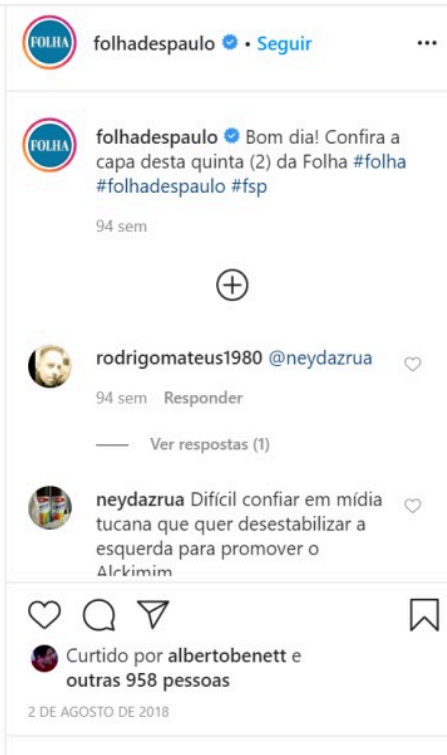 FOLHA
folhadespaulo • Seguir
...
FOLHA
folhadespaulo Bom dia! Confira a
capa desta quinta (2) da Folha #folha
#folhadespaulo #fsp
94 sem
rodrigomateus1980 @neydazrua
94 sem Responder
Ver respostas (1)
neydazrua Difícil confiar em mídia
tucana que quer desestabilizar a
esquerda para promover o
Alckimim
Curtido por albertobenett e
outras 958 pessoas
2 DE AGOSTO DE 2018